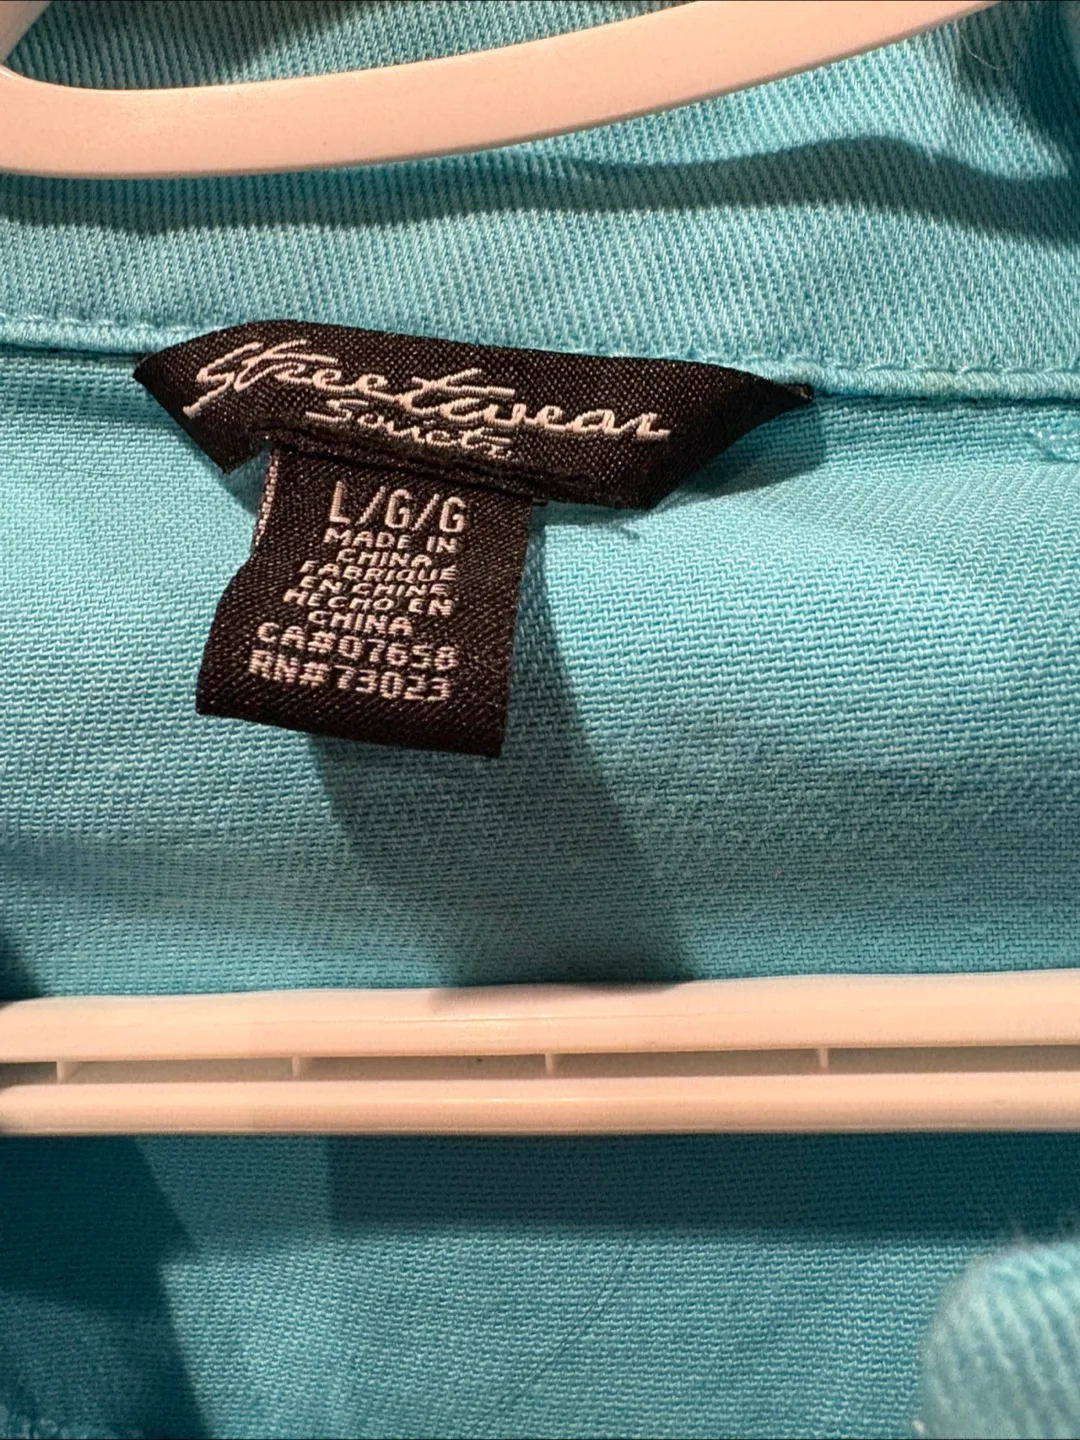 Streetwear
Society
L/G/G
MADE IN
CHINA
FABRIQUÉ
EN CHINE
HECHO EN
CHINA
CA#07658
RN#73023